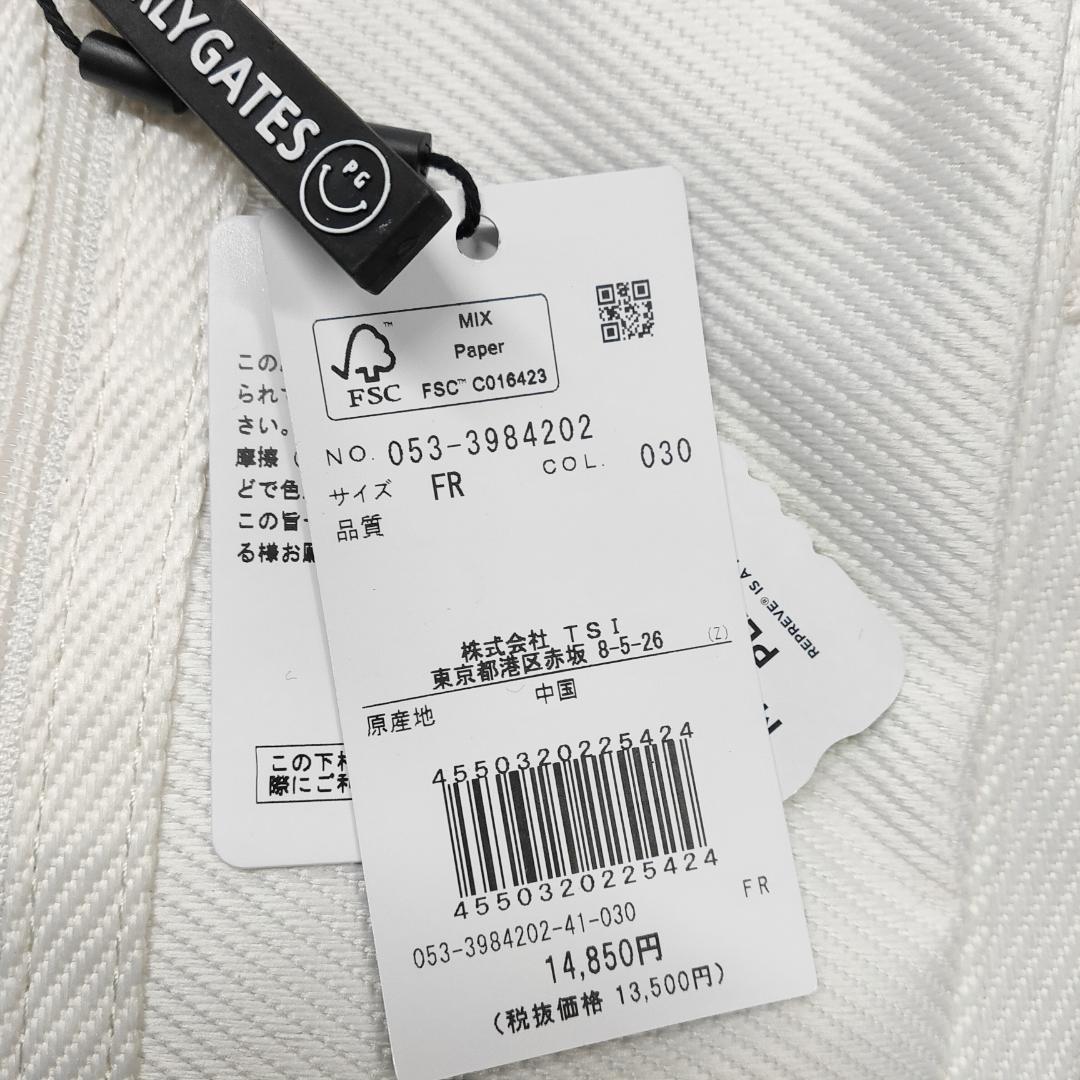 LYGATES
PG
MIX
Paper
FSC™ C016423
™
FSC
NO. 053-3984202
COL. 030
サイズ FR
品質
株式会社 TSI
東京都港区赤坂 8-5-26
(Z)
原産地 中国
4550320225424
4550320225424
FR
053-3984202-41-030
14,850円
(税抜価格 13,500円)
この
られ
さい。
摩擦
どで色
この旨
る様お願
この下
際にご利
REPREVE® IS A